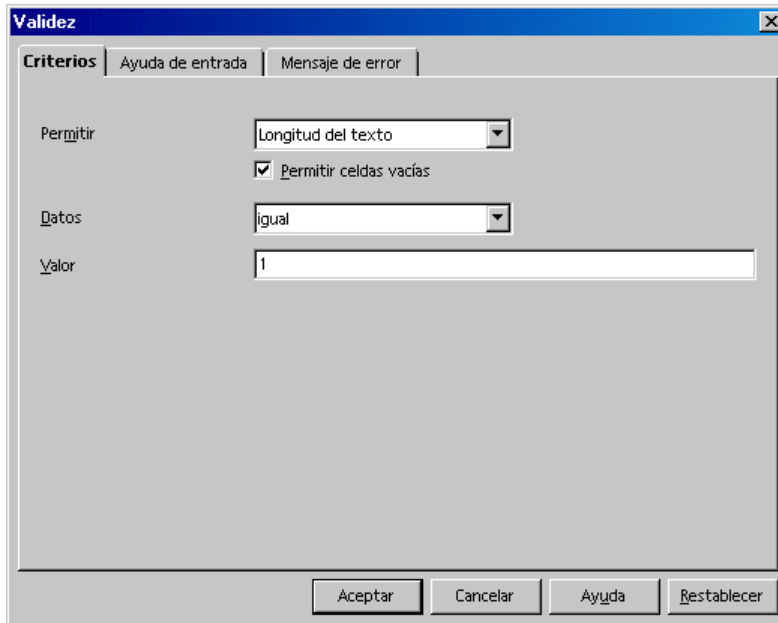 Validez
Criterios Ayuda de entrada Mensaje de error
Permitir Longitud del texto
Permitir celdas vacías
Datos igual
Valor 1
Aceptar Cancelar Ayuda Restablecer